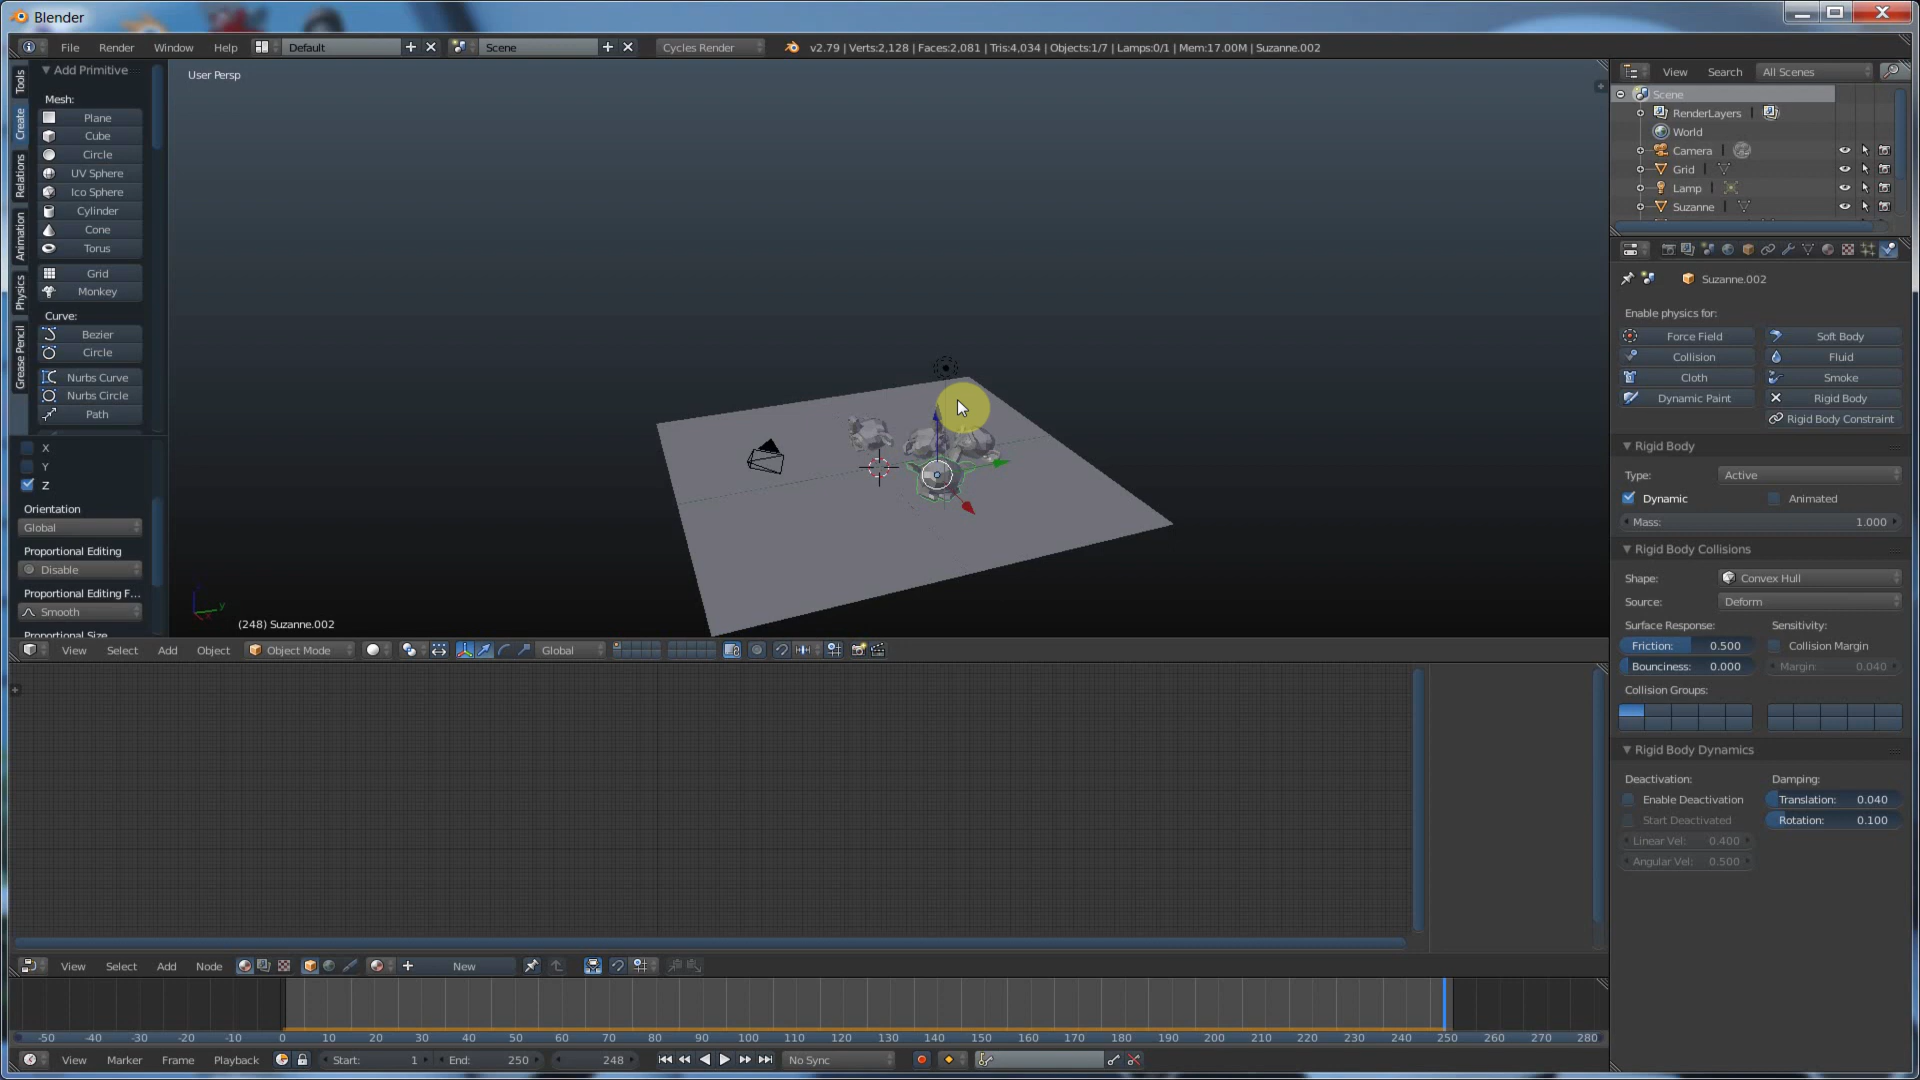 Blender
File Render Window Help Default Scene Cycles Render v2.79 | Verts:2,128 | Faces:2,081 | Tris:4,034 | Objects:1/7 | Lamps:0/1 | Mem:17.00M | Suzanne.002
Tools
Create
Relations
Animation
Physics
Grease Pencil
Add Primitive
Mesh:
Plane
Cube
Circle
UV Sphere
Ico Sphere
Cylinder
Cone
Torus
Grid
Monkey
Curve:
Bezier
Circle
Nurbs Curve
Nurbs Circle
Path
X
Y
Z
Orientation
Global
Proportional Editing
Disable
Proportional Editing F...
Smooth
Proportional Size
User Persp
y
(248) Suzanne.002
View Select Add Object Object Mode Global
View Select Add Node New
-50 -40 -30 -20 -10 0 10 20 30 40 50 60 70 80 90 100 110 120 130 140 150 160 170 180 190 200 210 220 230 240 250 260 270 280
View Marker Frame Playback Start: 1 End: 250 248 No Sync
View Search All Scenes
Scene
RenderLayers
World
Camera
Grid
Lamp
Suzanne
Suzanne.002
Enable physics for:
Force Field Soft Body
Collision Fluid
Cloth Smoke
Dynamic Paint Rigid Body
Rigid Body Constraint
Rigid Body
Type: Active
Dynamic Animated
Mass: 1.000
Rigid Body Collisions
Shape: Convex Hull
Source: Deform
Surface Response: Sensitivity:
Friction: 0.500 Collision Margin
Bounciness: 0.000 Margin: 0.040
Collision Groups:
Rigid Body Dynamics
Deactivation: Damping:
Enable Deactivation Translation: 0.040
Start Deactivated Rotation: 0.100
Linear Vel: 0.400
Angular Vel: 0.500